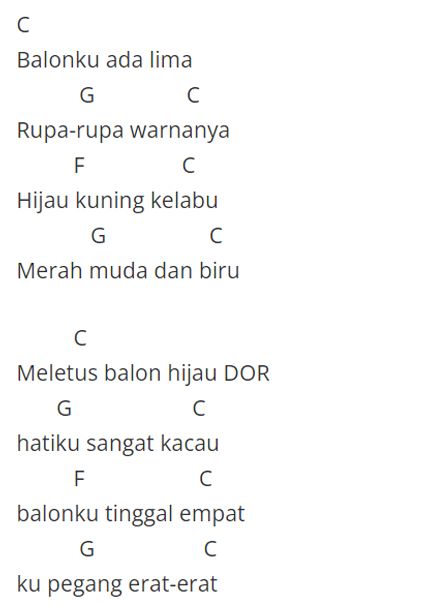 C
Balonku ada lima
G C
Rupa-rupa warnanya
F C
Hijau kuning kelabu
G C
Merah muda dan biru
C
Meletus balon hijau DOR
G C
hatiku sangat kacau
F C
balonku tinggal empat
G C
ku pegang erat-erat